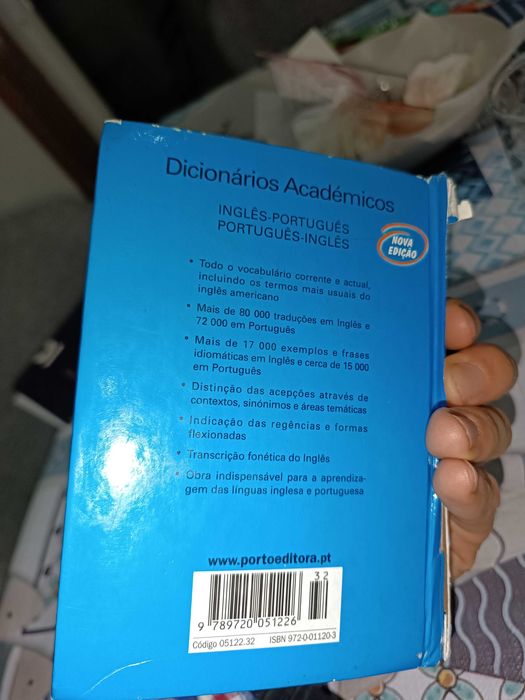 Dicionários Académicos
INGLÊS-PORTUGUÊS
PORTUGUÊS-INGLÊS
NOVA
EDIÇÃO
• Todo o vocabulário corrente e actual,
incluindo os termos mais usuais do
inglês americano
• Mais de 80 000 traduções em Inglês e
72 000 em Português
• Mais de 17 000 exemplos e frases
idiomáticas em Inglês e cerca de 15 000
em Português
• Distinção das acepções através de
contextos, sinónimos e áreas temáticas
• Indicação das regências e formas
flexionadas
• Transcrição fonética do Inglês
• Obra indispensável para a aprendiza-
gem das línguas inglesa e portuguesa
www.portoeditora.pt
32
9 789720 051226
Código 05122.32 ISBN 972-0-01120-3